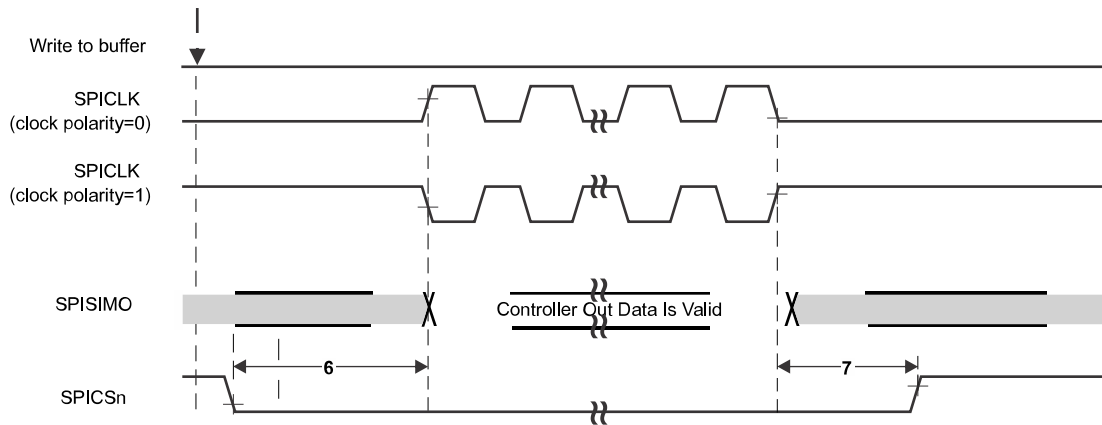 Write to buffer
SPICLK
(clock polarity=0)
SPICLK
(clock polarity=1)
SPISIMO
Controller Out Data Is Valid
6
7
SPICSn